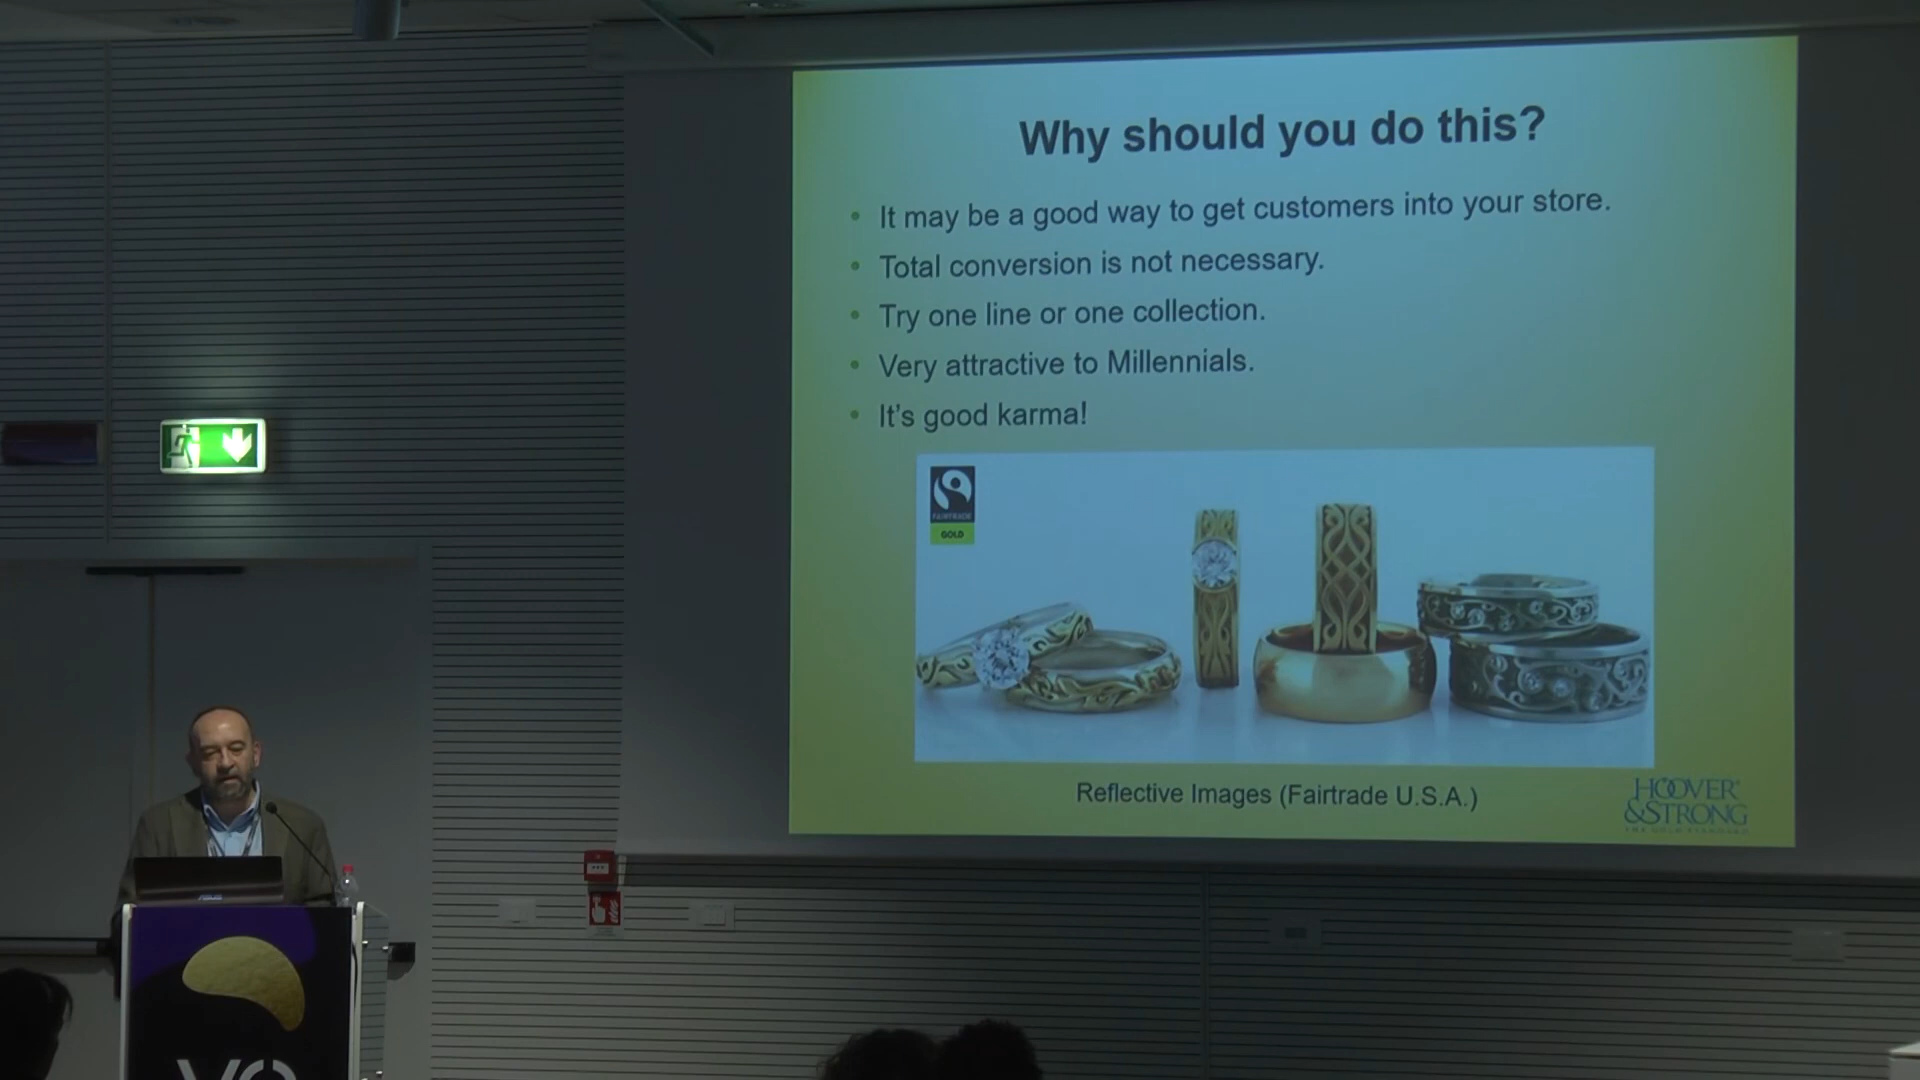 Why should you do this?
• It may be a good way to get customers into your store.
• Total conversion is not necessary.
• Try one line or one collection.
• Very attractive to Millennials.
• It's good karma!
FAIRTRADE
GOLD
Reflective Images (Fairtrade U.S.A.)
HOOVER
&STRONG
ASUS
VO